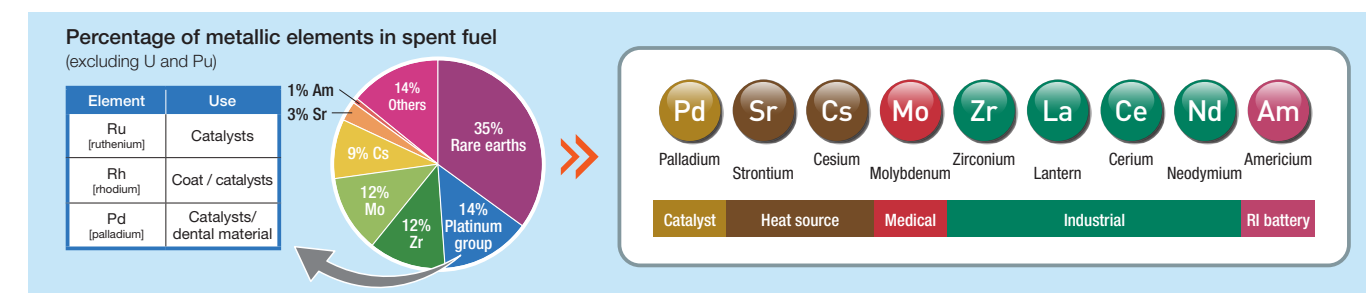 Percentage of metallic elements in spent fuel
(excluding U and Pu)
Element Use
Ru
[ruthenium]
Catalysts
Rh
[rhodium]
Coat / catalysts
Pd
[palladium]
Catalysts/
dental material
1% Am
3% Sr
9% Cs
12%
Mo
12%
Zr
14%
Platinum
group
35%
Rare earths
14%
Others
Pd Sr Cs Mo Zr La Ce Nd Am
Palladium
Strontium
Cesium
Molybdenum
Zirconium
Lantern
Cerium
Neodymium
Americium
Catalyst Heat source Medical Industrial RI battery